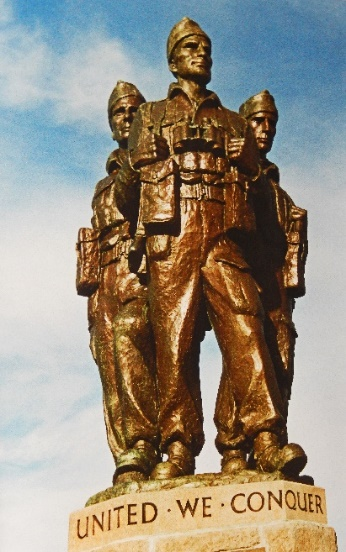 UNITED · WE · CONQUER